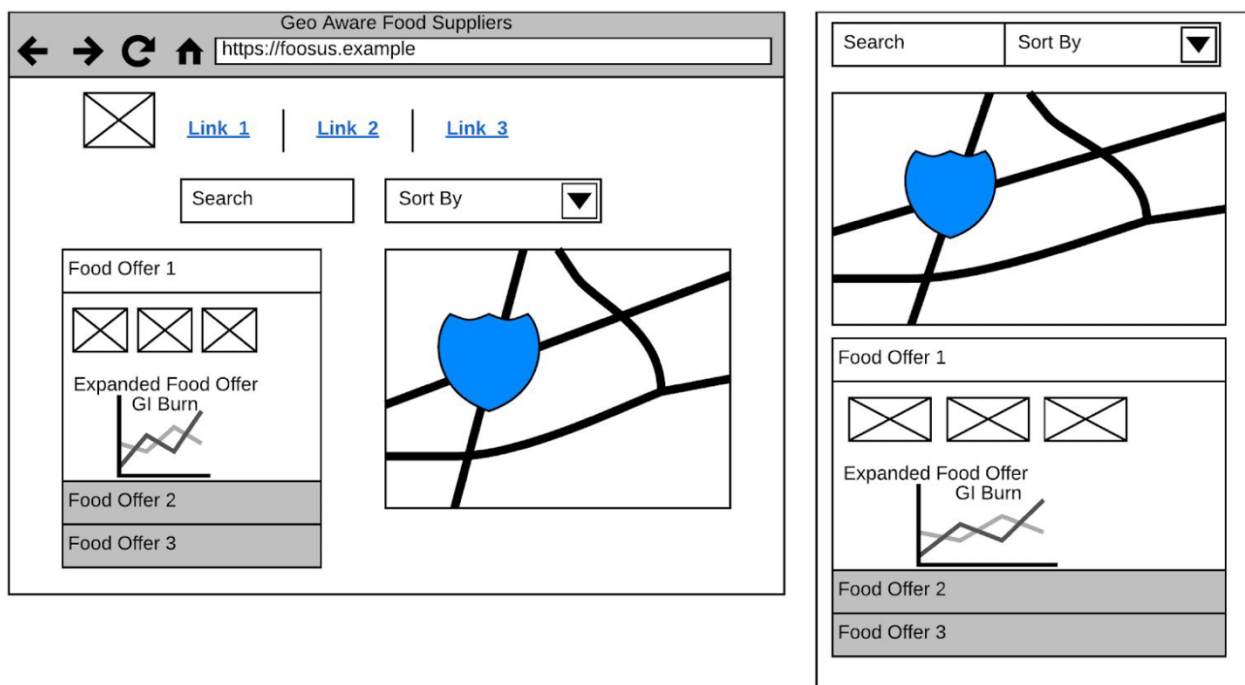 Geo Aware Food Suppliers
https://foosus.example
Link 1
Link 2
Link 3
Search
Sort By
Food Offer 1
Expanded Food Offer
GI Burn
Food Offer 2
Food Offer 3
Search
Sort By
Food Offer 1
Expanded Food Offer
GI Burn
Food Offer 2
Food Offer 3